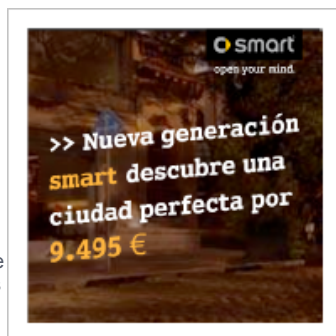 smart
open your mind.
>> Nueva generación
smart descubre una
ciudad perfecta por
9.495 €
e